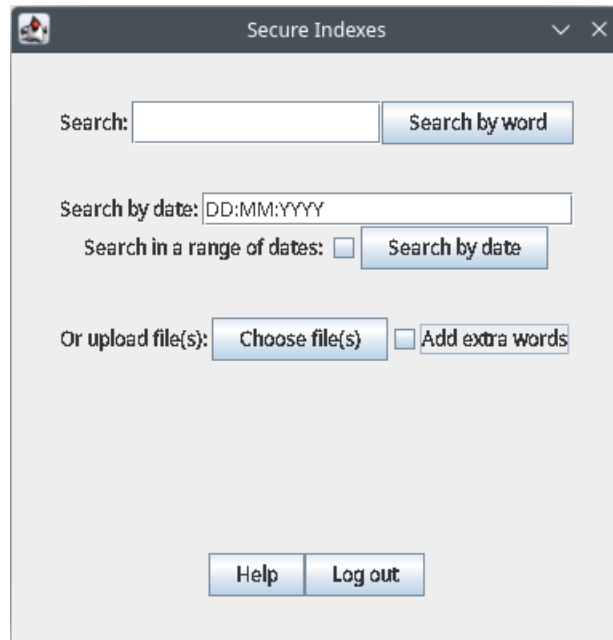 Secure Indexes
Search: Search by word
Search by date: DD:MM:YYYY
Search in a range of dates: Search by date
Or upload file(s): Choose file(s) Add extra words
Help Log out